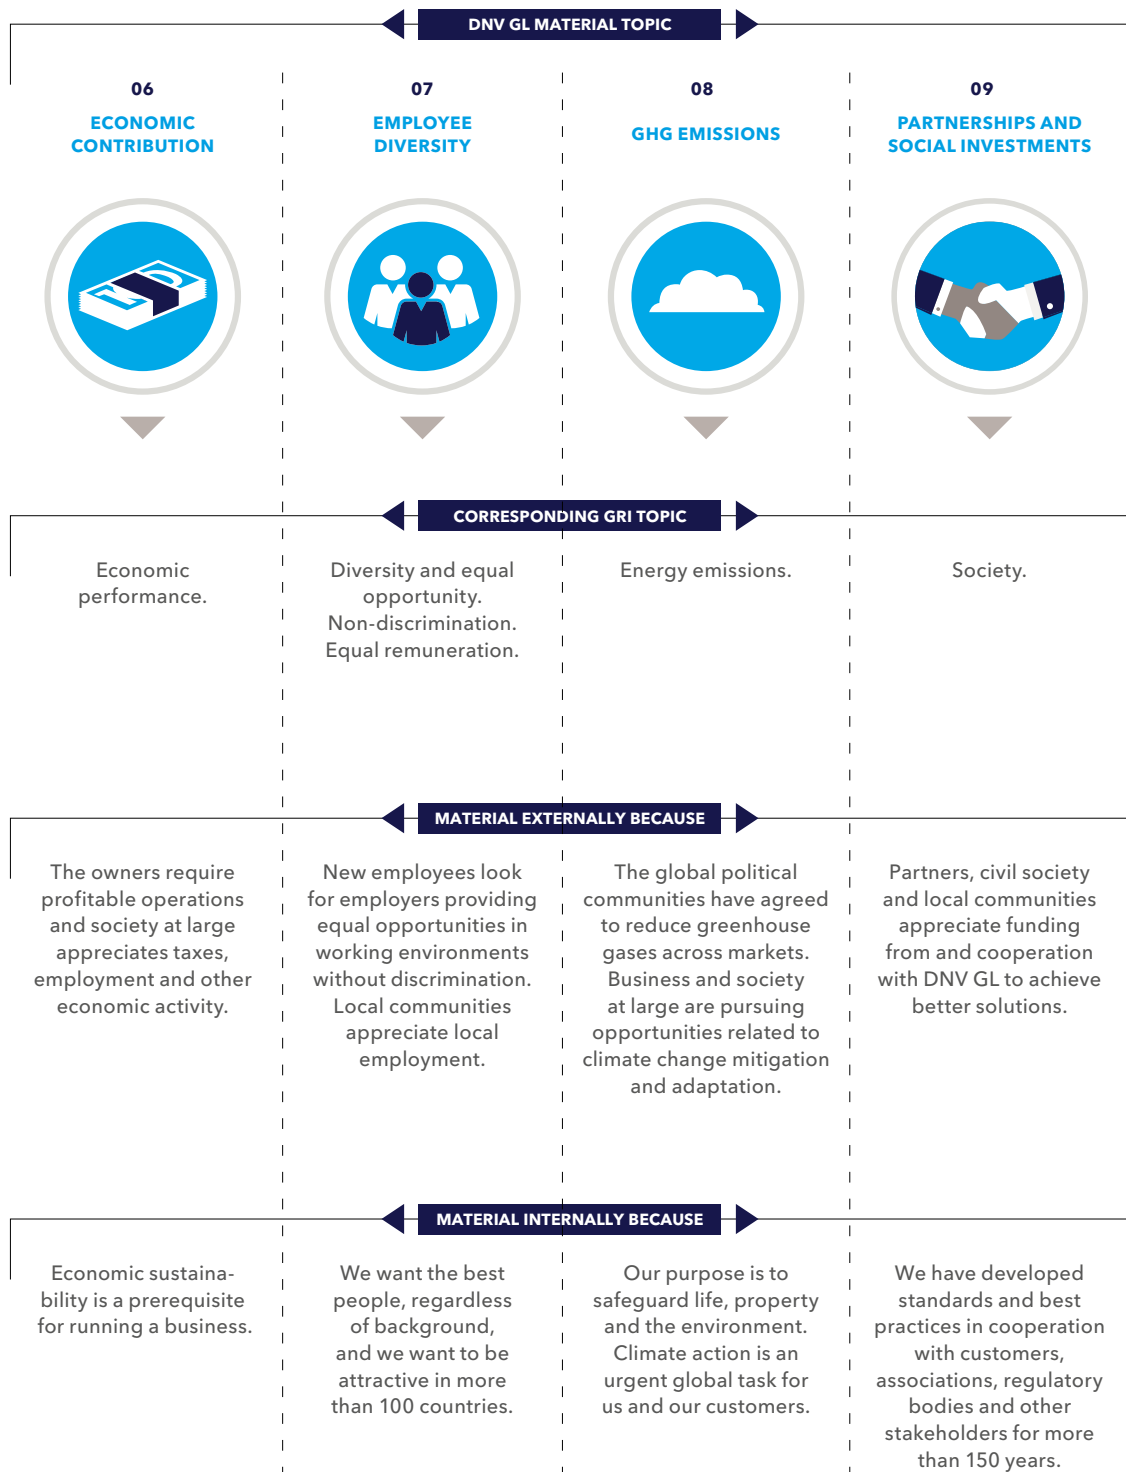 DNV GL MATERIAL TOPIC
06
ECONOMIC
CONTRIBUTION
07
EMPLOYEE
DIVERSITY
08
GHG EMISSIONS
09
PARTNERSHIPS AND
SOCIAL INVESTMENTS
CORRESPONDING GRI TOPIC
Economic
performance.
Diversity and equal
opportunity.
Non-discrimination.
Equal remuneration.
Energy emissions.
Society.
MATERIAL EXTERNALLY BECAUSE
The owners require
profitable operations
and society at large
appreciates taxes,
employment and other
economic activity.
New employees look
for employers providing
equal opportunities in
working environments
without discrimination.
Local communities
appreciate local
employment.
The global political
communities have agreed
to reduce greenhouse
gases across markets.
Business and society
at large are pursuing
opportunities related to
climate change mitigation
and adaptation.
Partners, civil society
and local communities
appreciate funding
from and cooperation
with DNV GL to achieve
better solutions.
MATERIAL INTERNALLY BECAUSE
Economic sustaina-
bility is a prerequisite
for running a business.
We want the best
people, regardless
of background,
and we want to be
attractive in more
than 100 countries.
Our purpose is to
safeguard life, property
and the environment.
Climate action is an
urgent global task for
us and our customers.
We have developed
standards and best
practices in cooperation
with customers,
associations, regulatory
bodies and other
stakeholders for more
than 150 years.